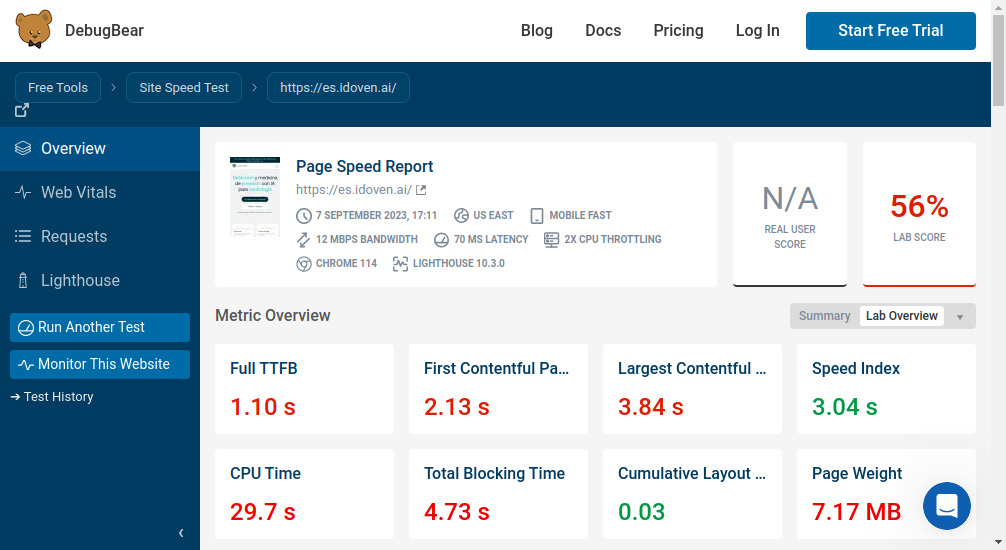 DebugBear
Blog
Docs
Pricing
Log In
Start Free Trial
Free Tools
Site Speed Test
https://es.idoven.ai/
Overview
Web Vitals
Requests
Lighthouse
Run Another Test
Monitor This Website
→ Test History
Page Speed Report
https://es.idoven.ai/
7 SEPTEMBER 2023, 17:11
US EAST
MOBILE FAST
12 MBPS BANDWIDTH
70 MS LATENCY
2X CPU THROTTLING
CHROME 114
LIGHTHOUSE 10.3.0
N/A
REAL USER
SCORE
56%
LAB SCORE
Metric Overview
Summary
Lab Overview
Full TTFB
1.10 s
First Contentful Pa...
2.13 s
Largest Contentful ...
3.84 s
Speed Index
3.04 s
CPU Time
29.7 s
Total Blocking Time
4.73 s
Cumulative Layout ...
0.03
Page Weight
7.17 MB